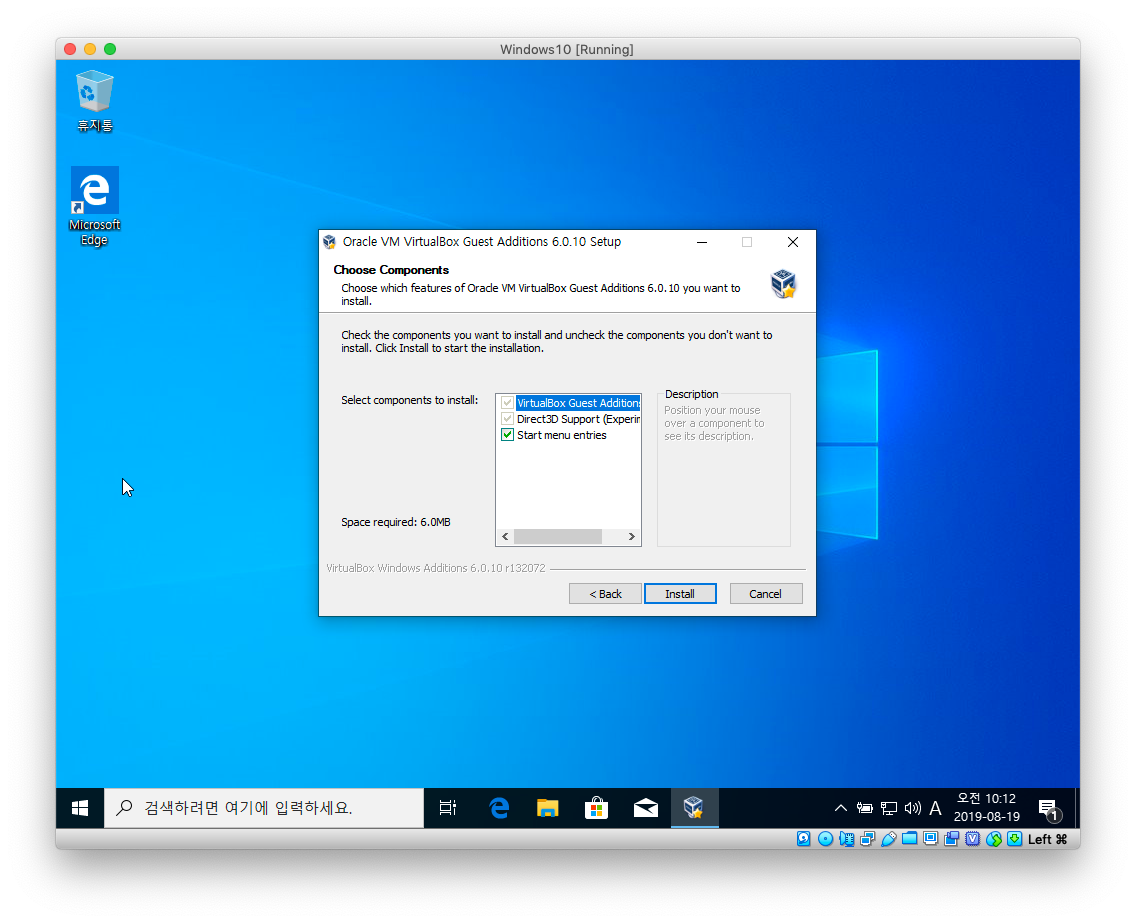 Windows10 [Running]
휴지통
Microsoft
Edge
Oracle VM VirtualBox Guest Additions 6.0.10 Setup
Choose Components
Choose which features of Oracle VM VirtualBox Guest Additions 6.0.10 you want to
install.
Check the components you want to install and uncheck the components you don't want to
install. Click Install to start the installation.
Select components to install:
VirtualBox Guest Additions
Direct3D Support (Experin
Start menu entries
Description
Position your mouse
over a component to
see its description.
Space required: 6.0MB
VirtualBox Windows Additions 6.0.10 r132072
< Back
Install
Cancel
검색하려면 여기에 입력하세요.
A
오전 10:12
2019-08-19
1
Left ⌘